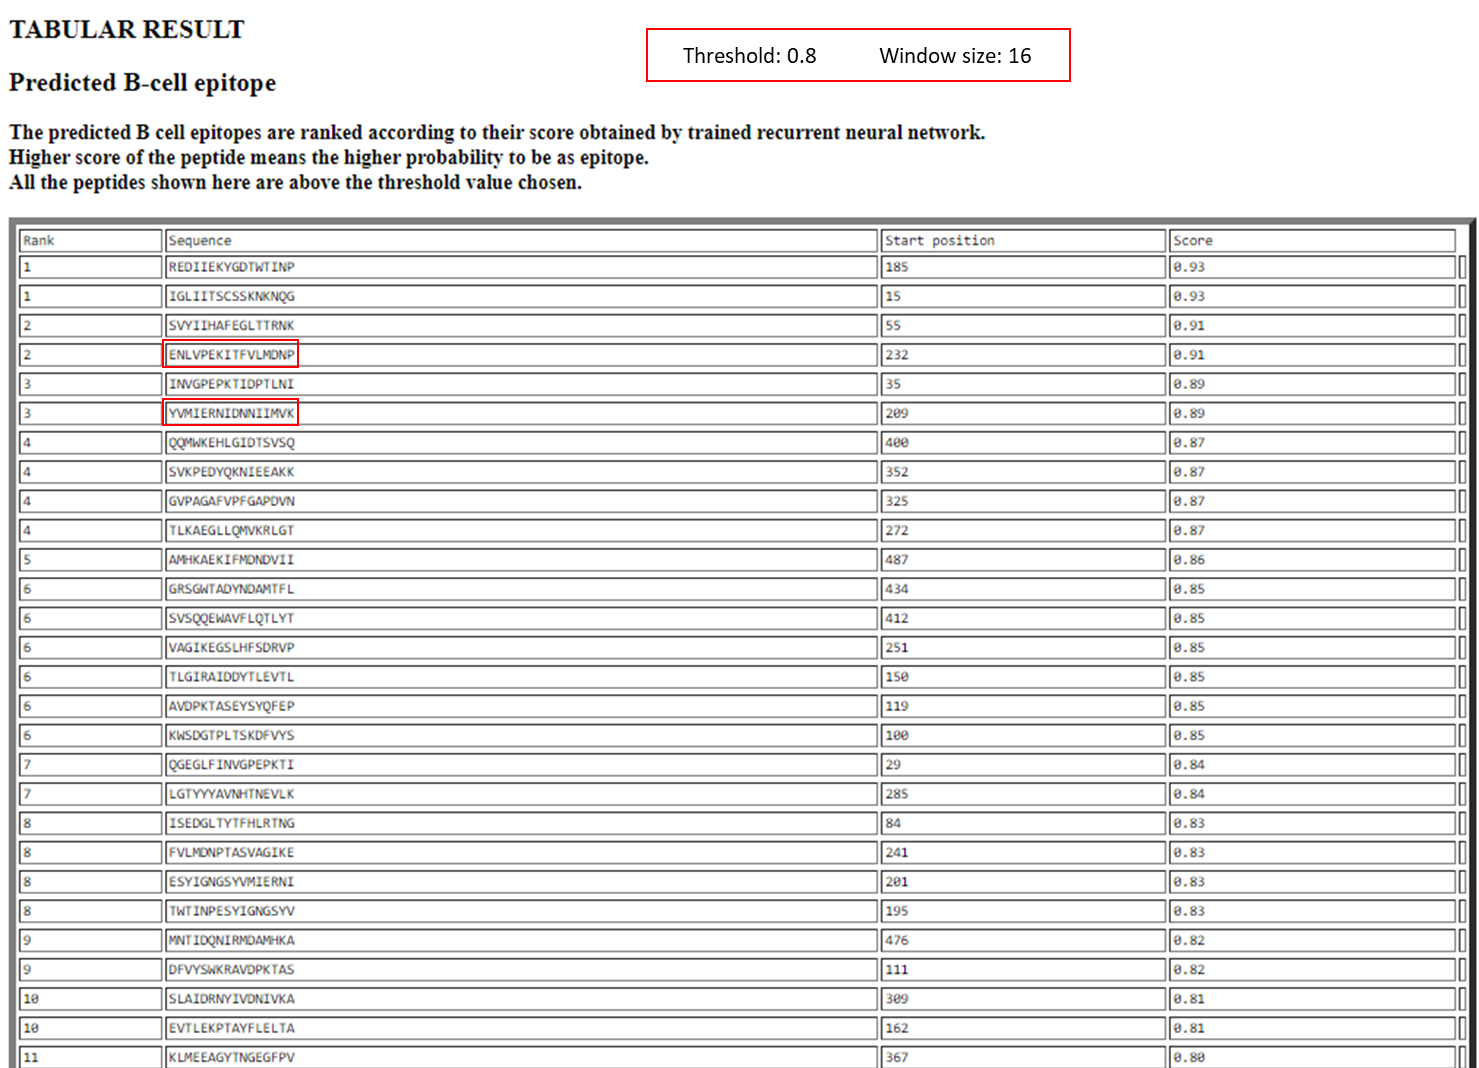 TABULAR RESULT
Threshold: 0.8 Window size: 16
Predicted B-cell epitope
The predicted B cell epitopes are ranked according to their score obtained by trained recurrent neural network.
Higher score of the peptide means the higher probability to be as epitope.
All the peptides shown here are above the threshold value chosen.
Rank Sequence Start position Score
1 REDIIEKYGDTWTINP 185 0.93
1 IGLIITSCSSKNKNQG 15 0.93
2 SVYIIHAFEGLTTRNK 55 0.91
2 ENLVPEKITFVLMDNP 232 0.91
3 INVGPEPKTIDPTLNI 35 0.89
3 YVMIERNIDNNIIMVK 209 0.89
4 QQMWKEHLGIDTSVSQ 400 0.87
4 SVKPEDYQKNIEEAKK 352 0.87
4 GVPAGAFVPFGAPDVN 325 0.87
4 TLKAEGLLQMVKRLGT 272 0.87
5 AMHKAEKIFMDNDVII 487 0.86
6 GRSGWTADYNDAMTFL 434 0.85
6 SVSQQEWAVFLQTLYT 412 0.85
6 VAGIKEGSLHFSDRVP 251 0.85
6 TLGIRAIDDYTLEVTL 150 0.85
6 AVDPKTASEYSYQFEP 119 0.85
6 KWSDGTPLTSKDFVYS 100 0.85
7 QGEGLFINVGPEPKTI 29 0.84
7 LGTYYYAVNHTNEVLK 285 0.84
8 ISEDGLTYTFHLRTNG 84 0.83
8 FVLMDNPTASVAGIKE 241 0.83
8 ESYIGNGSYVMIERNI 201 0.83
8 TWTINPESYIGNGSYV 195 0.83
9 MNTIDQNIRMDAMHKA 476 0.82
9 DFVYSWKRAVDPKTAS 111 0.82
10 SLAIDRNYIVDNIVKA 309 0.81
10 EVTLEKPTAYFLELTA 162 0.81
11 KLMEEAGYTNGEGFPV 367 0.80